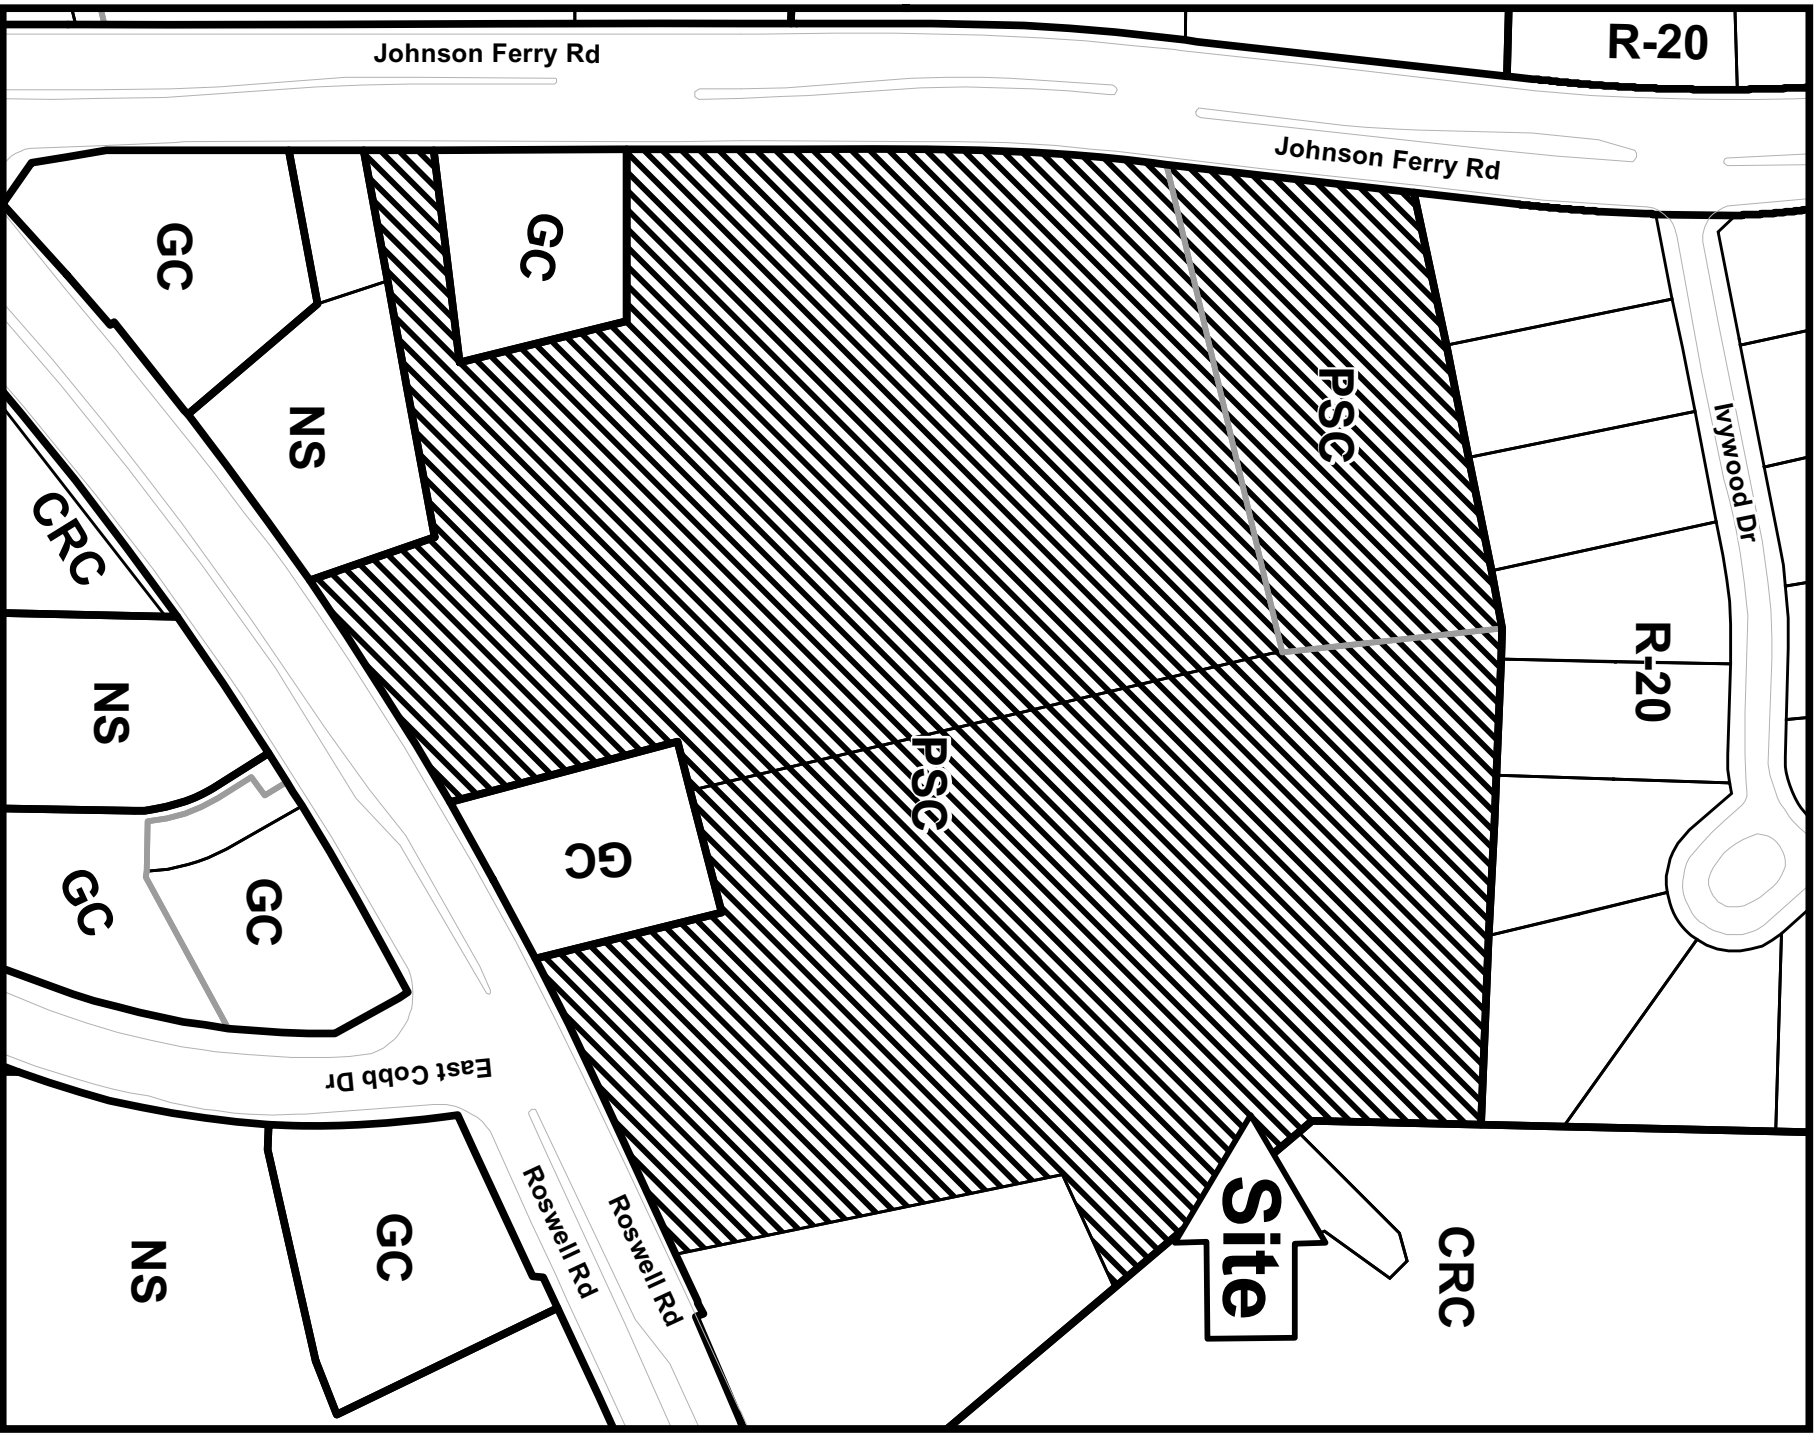 Johnson Ferry Rd
R-20
Johnson Ferry Rd
GC
GC
PSC
NS
Ivywood Dr
CRC
R-20
NS
PSC
GC
GC
GC
East Cobb Dr
Roswell Rd
Roswell Rd
Site
CRC
GC
NS